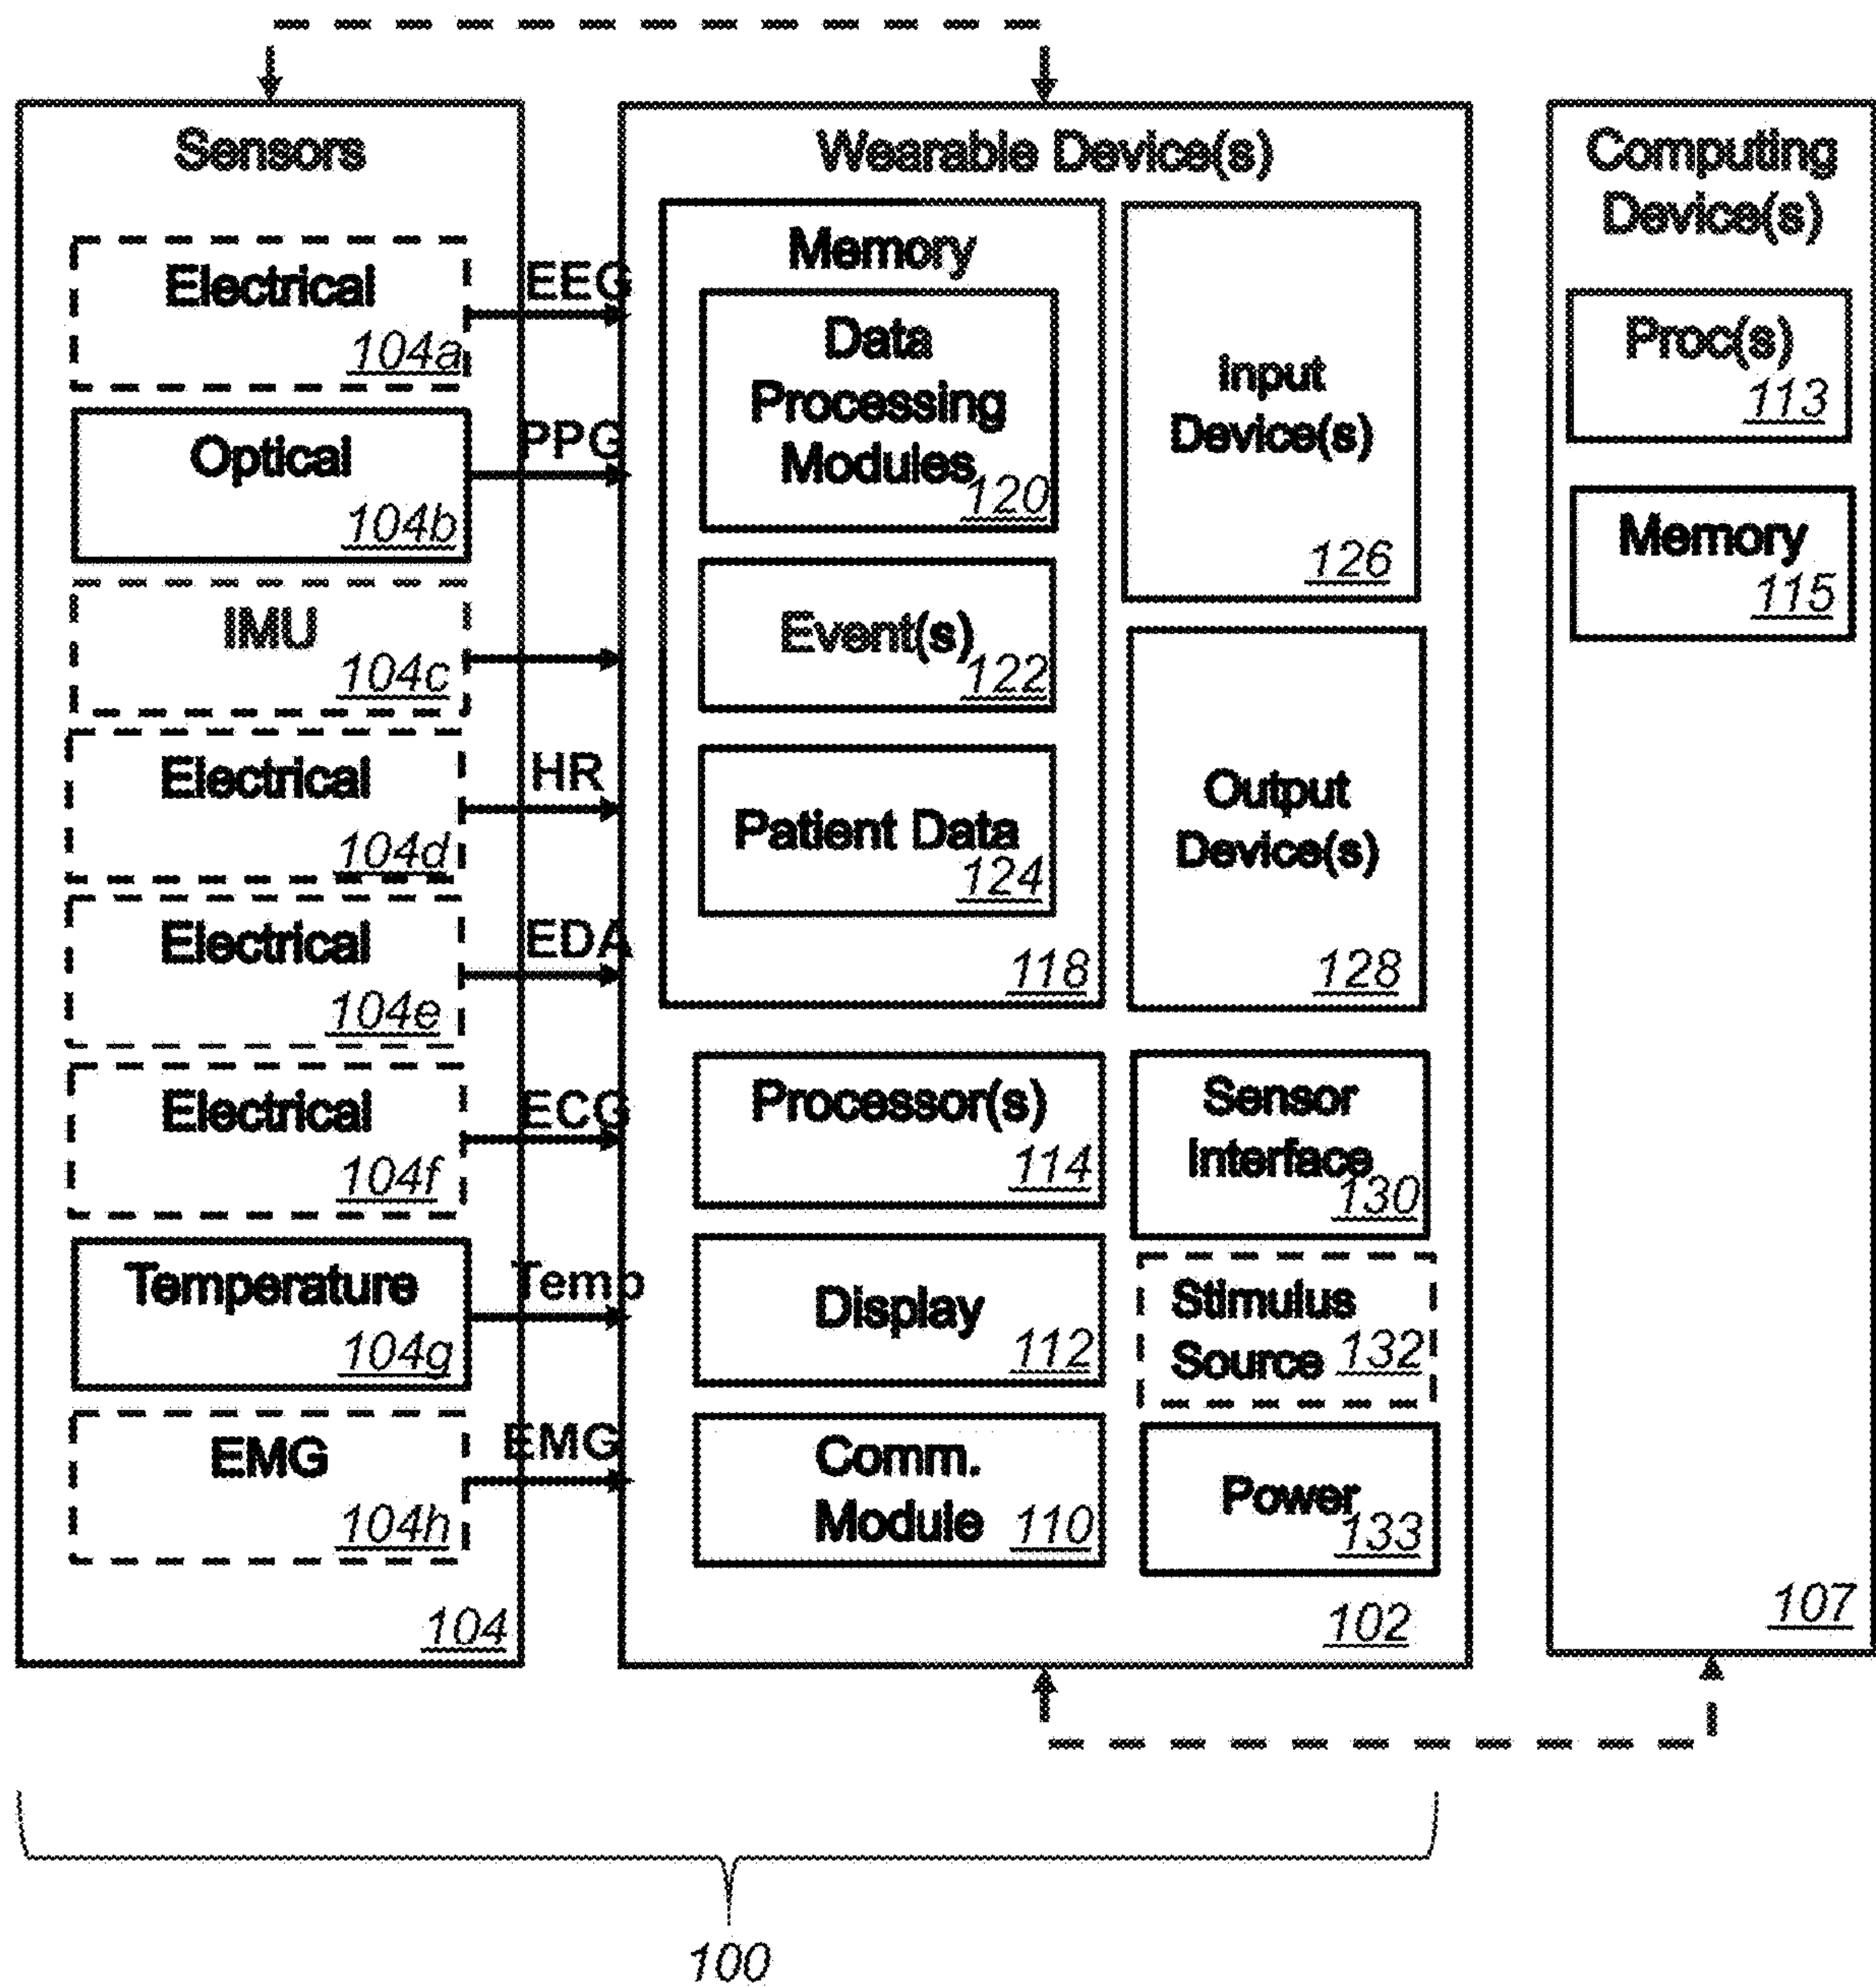 Sensors
Electrical
104a
EEG
Optical
104b
PPG
IMU
104c
Electrical
104d
HR
Electrical
104e
EDA
Electrical
104f
ECG
Temperature
104g
Temp
EMG
104h
EMG
104
Wearable Device(s)
Memory
Data
Processing
Modules
120
Event(s)
122
Patient Data
124
118
Input
Device(s)
126
Output
Device(s)
128
Processor(s)
114
Sensor
Interface
130
Display
112
Stimulus
Source 132
Comm.
Module 110
Power
133
102
Computing
Device(s)
Proc(s)
113
Memory
115
107
100